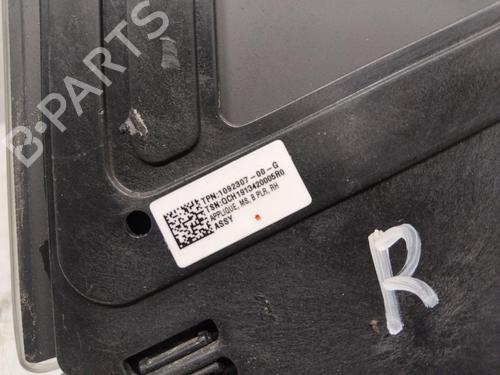 B-PARTS
TPN:1092307-00-G
TSN:QCH1913420005R0
APPLIQUE, MS, B PLR, RH
ASSY
R